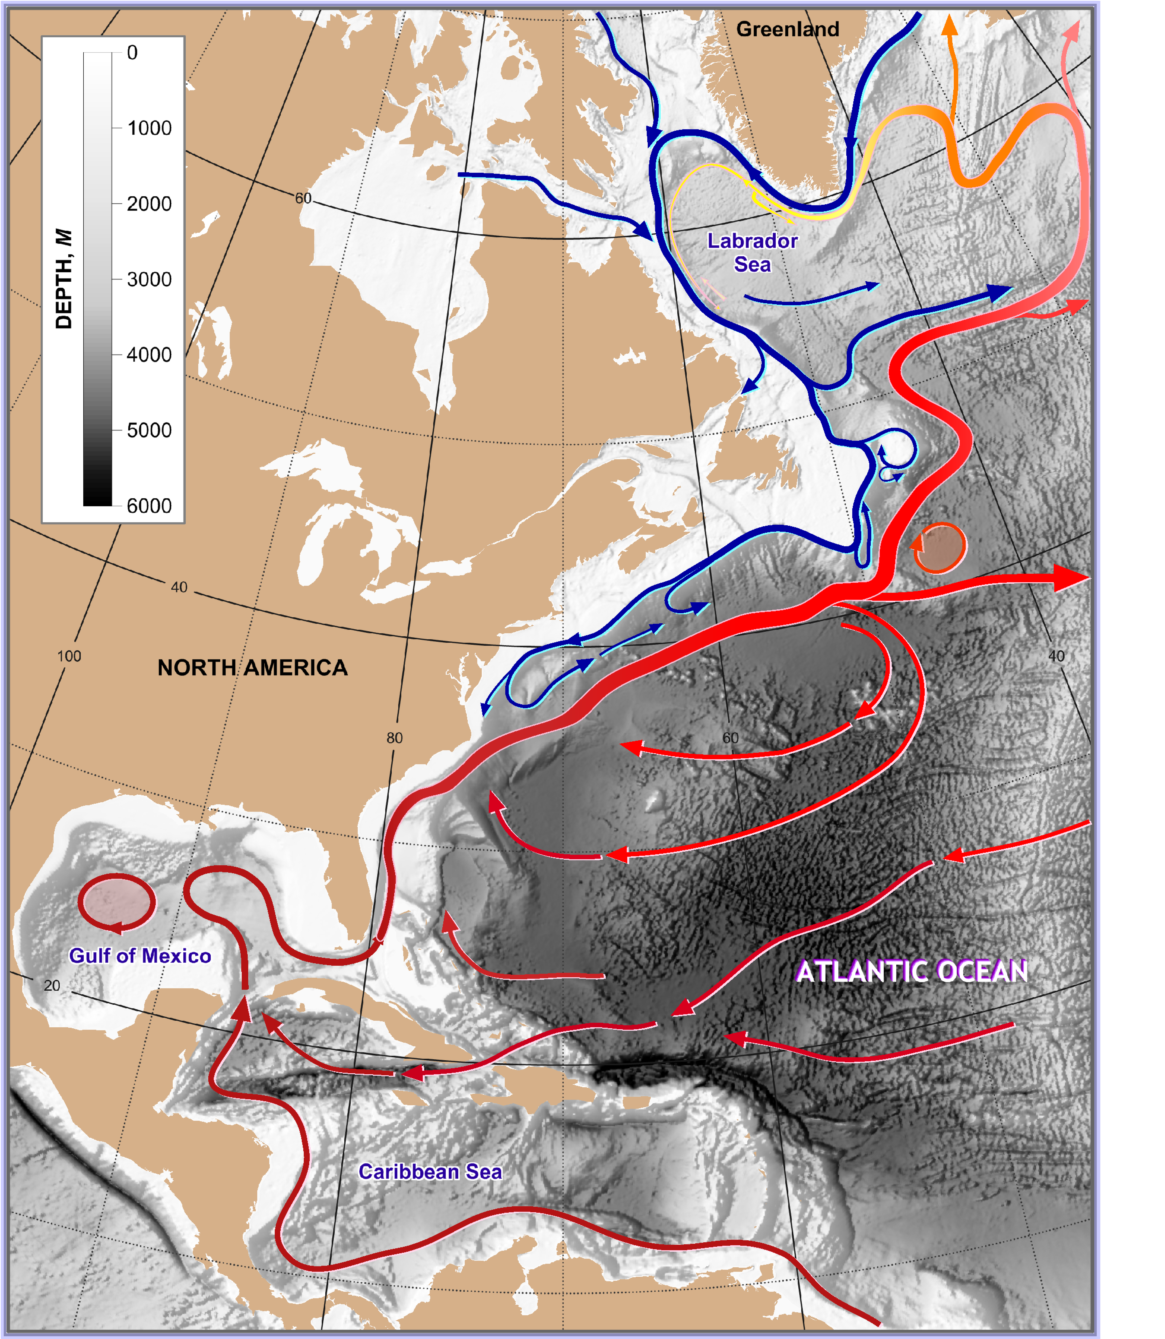 Greenland
0
1000
2000
3000
4000
5000
6000
DEPTH, M
60
Labrador
Sea
40
100
NORTH AMERICA
40
80
60
Gulf of Mexico
20
ATLANTIC OCEAN
Caribbean Sea